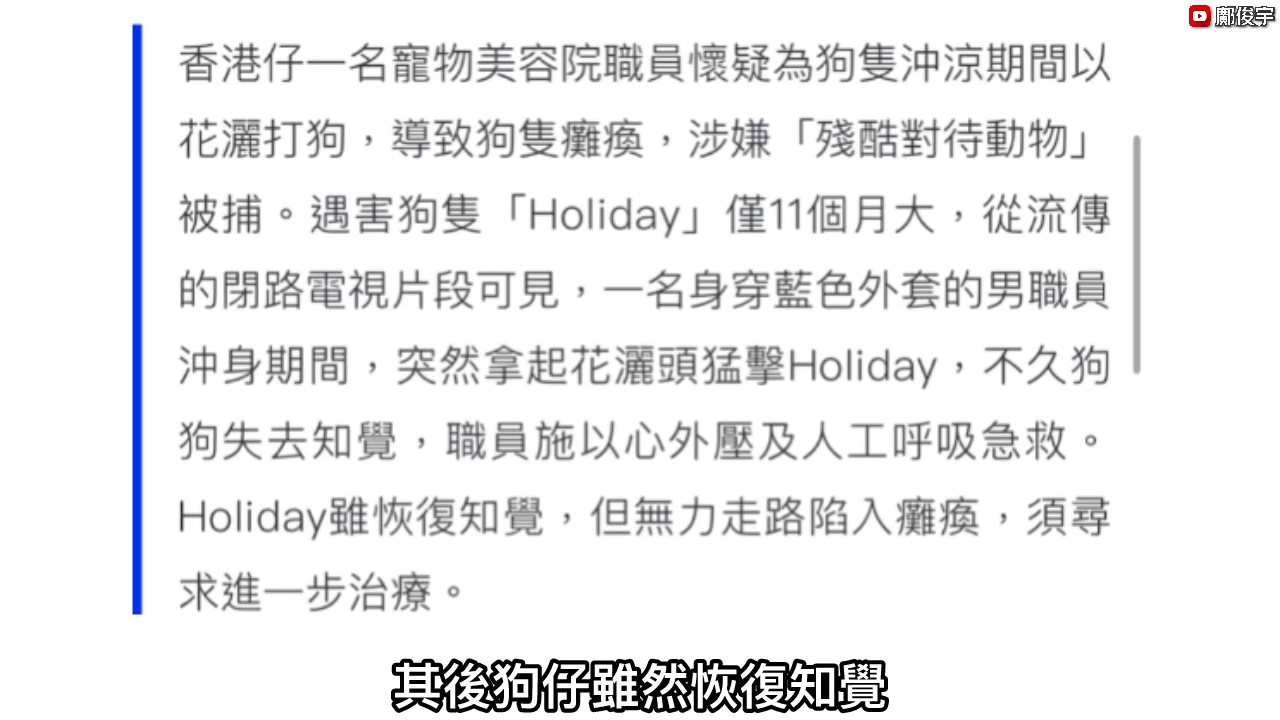 鄺俊宇
香港仔一名寵物美容院職員懷疑為狗隻沖涼期間以
花灑打狗，導致狗隻癱瘓，涉嫌「殘酷對待動物」
被捕。遇害狗隻「Holiday」僅11個月大，從流傳
的閉路電視片段可見，一名身穿藍色外套的男職員
沖身期間，突然拿起花灑頭猛擊Holiday，不久狗
狗失去知覺，職員施以心外壓及人工呼吸急救。
Holiday雖恢復知覺，但無力走路陷入癱瘓，須尋
求進一步治療。
其後狗仔雖然恢復知覺